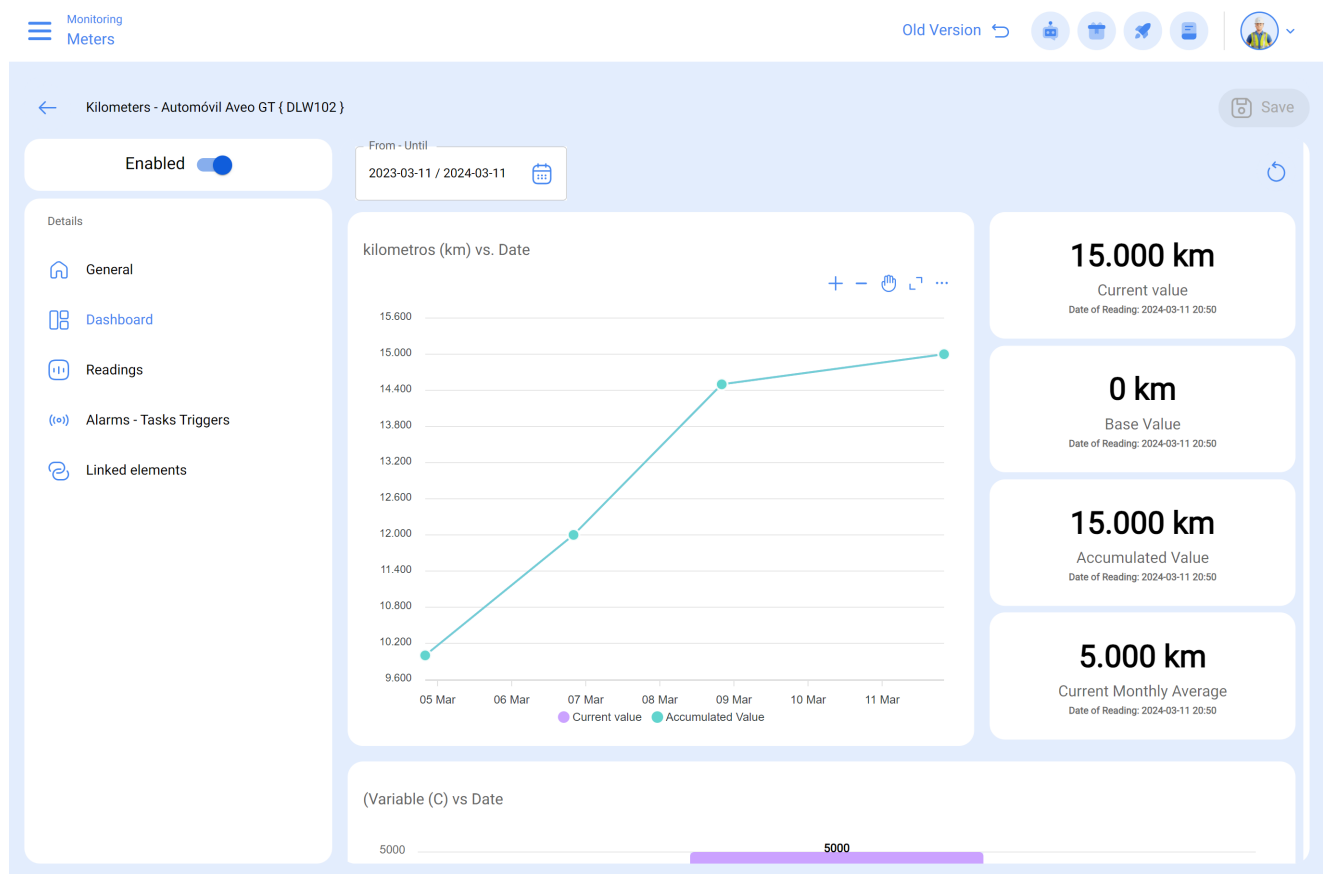 Monitoring
Meters
Old Version
Kilometers - Automóvil Aveo GT { DLW102 }
Save
Enabled
From - Until
2023-03-11 / 2024-03-11
Details
General
Dashboard
Readings
Alarms - Tasks Triggers
Linked elements
kilometros (km) vs. Date
15.600
15.000
14.400
13.800
13.200
12.600
12.000
11.400
10.800
10.200
9.600
05 Mar 06 Mar 07 Mar 08 Mar 09 Mar 10 Mar 11 Mar
Current value Accumulated Value
15.000 km
Current value
Date of Reading: 2024-03-11 20:50
0 km
Base Value
Date of Reading: 2024-03-11 20:50
15.000 km
Accumulated Value
Date of Reading: 2024-03-11 20:50
5.000 km
Current Monthly Average
Date of Reading: 2024-03-11 20:50
(Variable (C) vs Date
5000
5000